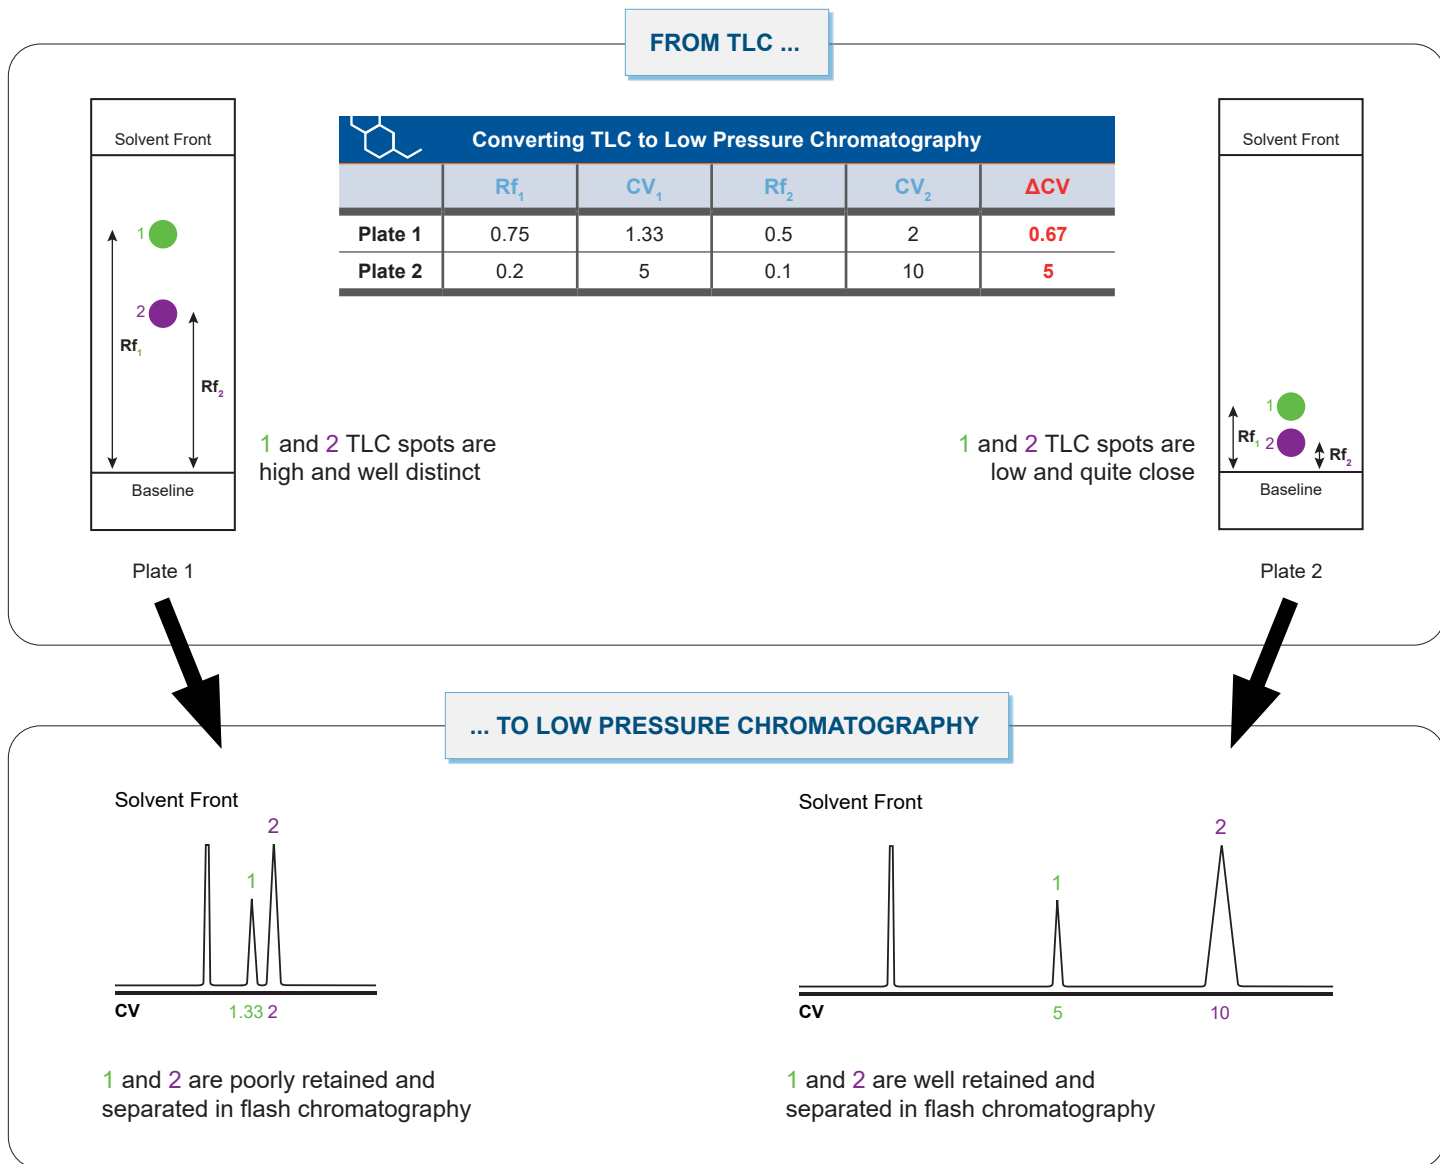 FROM TLC ...
Solvent Front
1
2
Rf1
Rf2
Baseline
Plate 1
1 and 2 TLC spots are
high and well distinct
Converting TLC to Low Pressure Chromatography
Rf1 CV1 Rf2 CV2 ΔCV
Plate 1 0.75 1.33 0.5 2 0.67
Plate 2 0.2 5 0.1 10 5
1 and 2 TLC spots are
low and quite close
Solvent Front
1
Rf1 2
Rf2
Baseline
Plate 2
... TO LOW PRESSURE CHROMATOGRAPHY
Solvent Front
2
1
CV 1.33 2
1 and 2 are poorly retained and
separated in flash chromatography
Solvent Front
2
1
CV 5 10
1 and 2 are well retained and
separated in flash chromatography